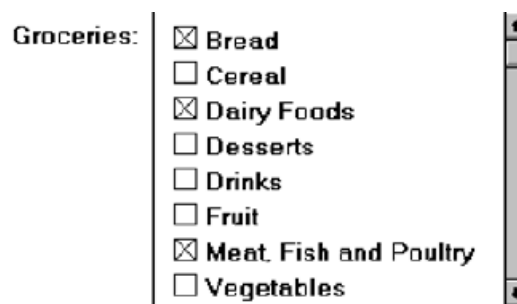 Groceries:
Bread
Cereal
Dairy Foods
Desserts
Drinks
Fruit
Meat, Fish and Poultry
Vegetables